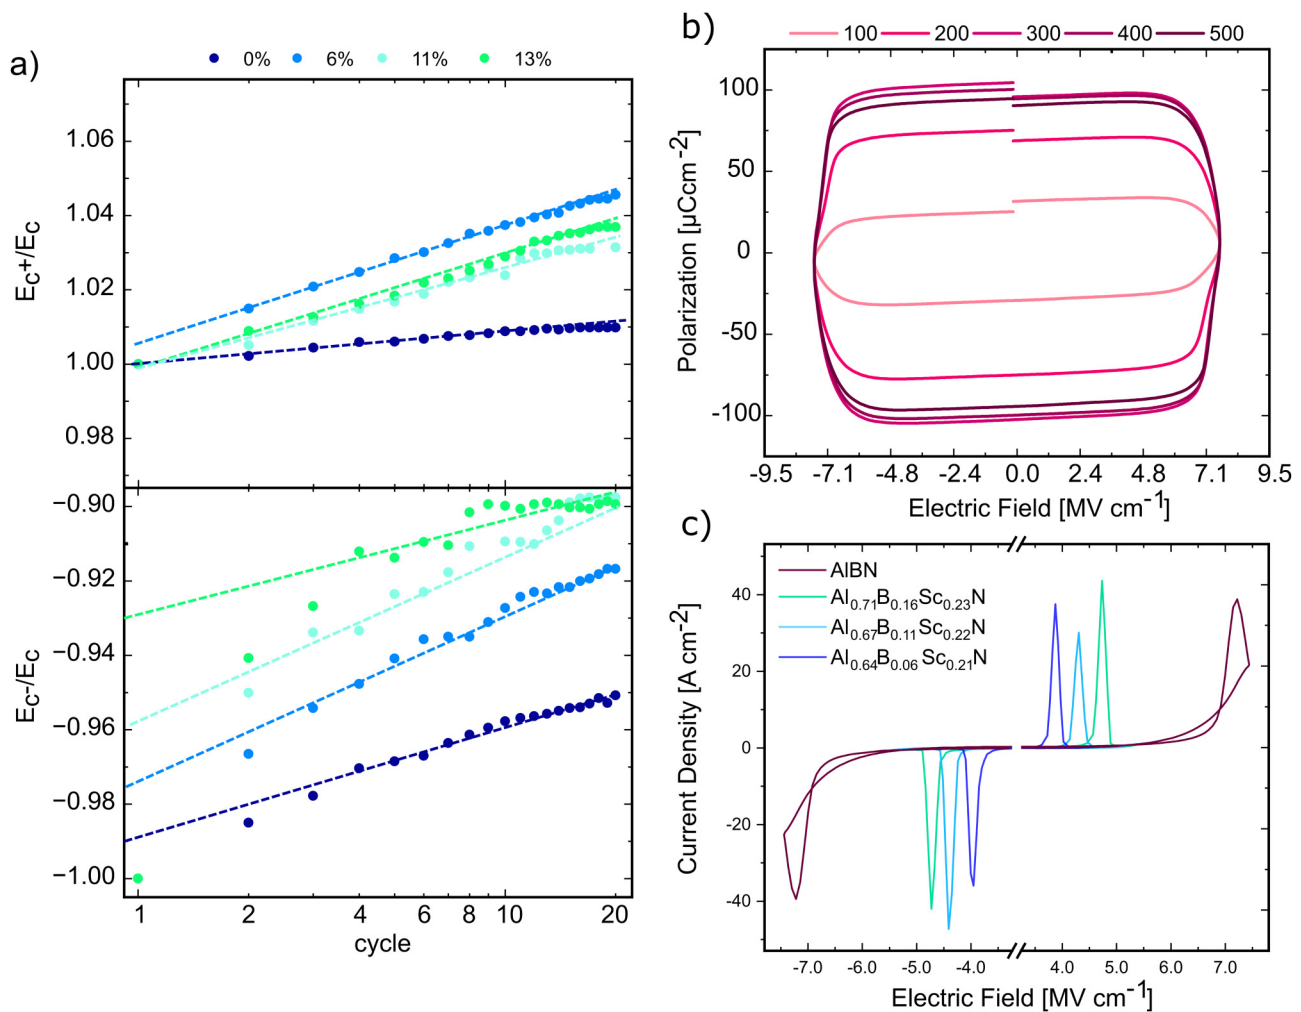 a)
0% 6% 11% 13%
1.06
1.04
1.02
1.00
0.98
E_C+/E_C
−0.90
−0.92
−0.94
−0.96
−0.98
−1.00
E_C-/E_C
1 2 4 6 8 10 20
cycle
b)
100 200 300 400 500
100
50
0
-50
-100
Polarization [µCcm⁻²]
-9.5 -7.1 -4.8 -2.4 0.0 2.4 4.8 7.1 9.5
Electric Field [MV cm⁻¹]
c)
AlBN
Al₀.₇₁B₀.₁₆Sc₀.₂₃N
Al₀.₆₇B₀.₁₁Sc₀.₂₂N
Al₀.₆₄B₀.₀₆ Sc₀.₂₁N
40
20
0
-20
-40
Current Density [A cm⁻²]
-7.0 -6.0 -5.0 -4.0 4.0 5.0 6.0 7.0
Electric Field [MV cm⁻¹]